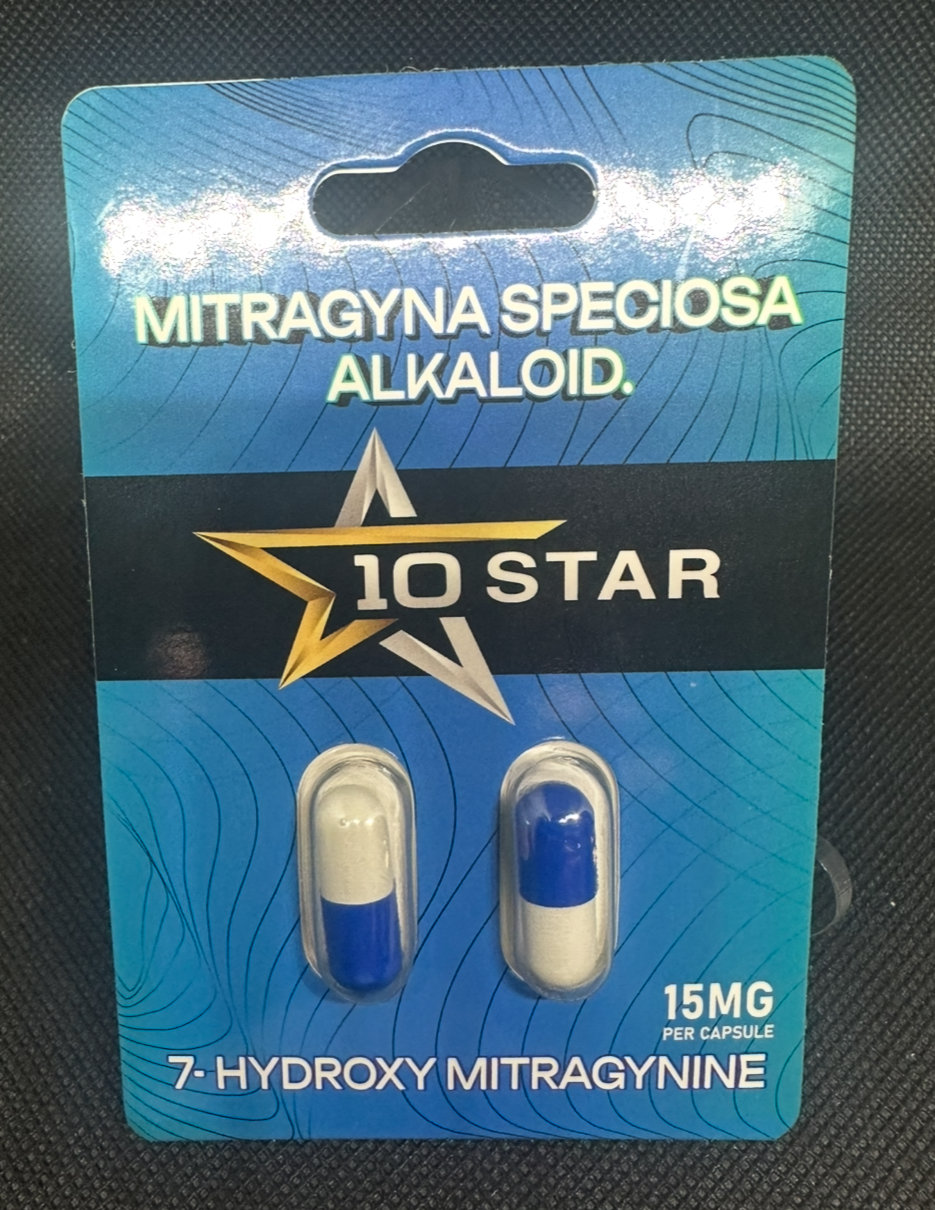 MITRAGYNA SPECIOSA
ALKALOID.
10 STAR
15MG
PER CAPSULE
7- HYDROXY MITRAGYNINE